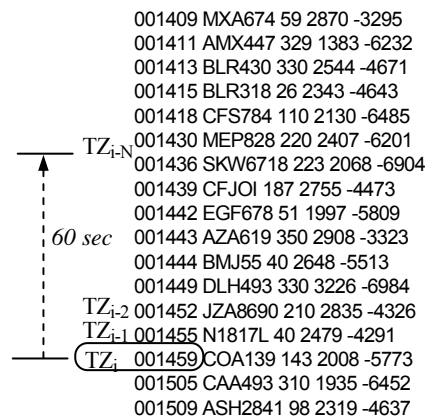 001409 MXA674 59 2870 -3295
001411 AMX447 329 1383 -6232
001413 BLR430 330 2544 -4671
001415 BLR318 26 2343 -4643
001418 CFS784 110 2130 -6485
TZi-N 001430 MEP828 220 2407 -6201
001436 SKW6718 223 2068 -6904
001439 CFJOI 187 2755 -4473
001442 EGF678 51 1997 -5809
60 sec 001443 AZA619 350 2908 -3323
001444 BMJ55 40 2648 -5513
001449 DLH493 330 3226 -6984
TZi-2 001452 JZA8690 210 2835 -4326
TZi-1 001455 N1817L 40 2479 -4291
TZi 001459 COA139 143 2008 -5773
001505 CAA493 310 1935 -6452
001509 ASH2841 98 2319 -4637